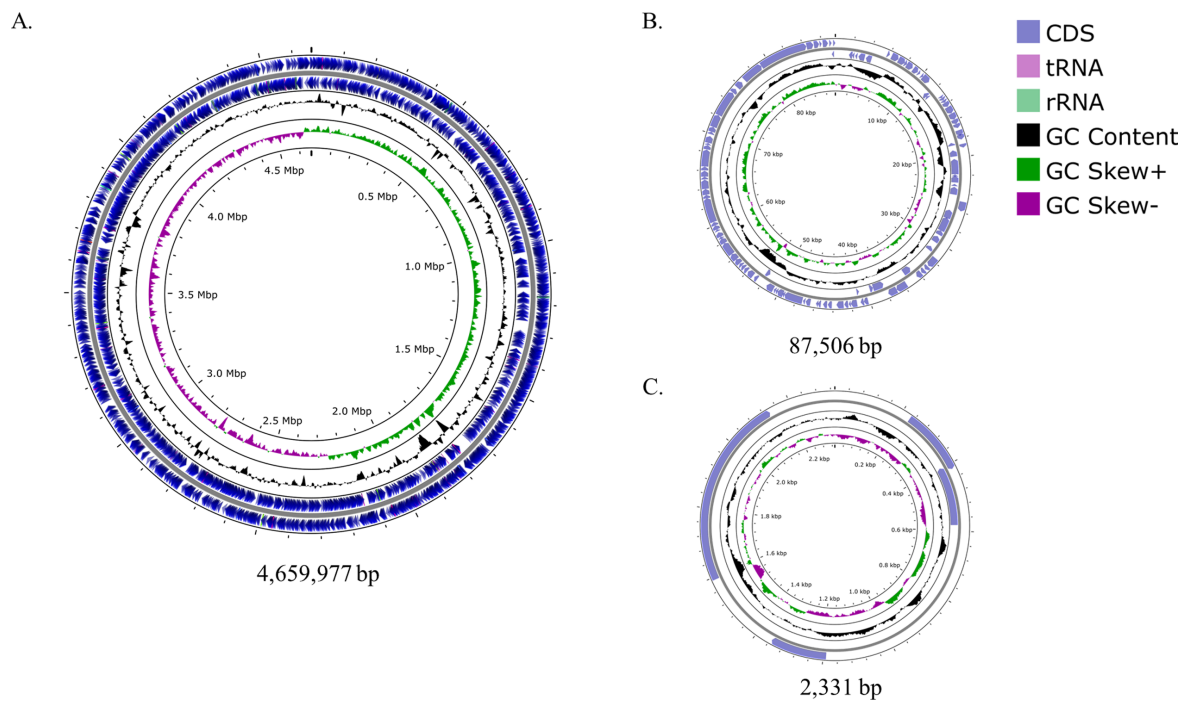 A.
4.5 Mbp
0.5 Mbp
4.0 Mbp
1.0 Mbp
3.5 Mbp
1.5 Mbp
3.0 Mbp
2.0 Mbp
2.5 Mbp
4,659,977 bp
B.
80 kbp
10 kbp
70 kbp
20 kbp
60 kbp
30 kbp
50 kbp
40 kbp
87,506 bp
C.
2.2 kbp
0.2 kbp
2.0 kbp
0.4 kbp
1.8 kbp
0.6 kbp
1.6 kbp
0.8 kbp
1.4 kbp
1.0 kbp
1.2 kbp
2,331 bp
CDS
tRNA
rRNA
GC Content
GC Skew+
GC Skew-